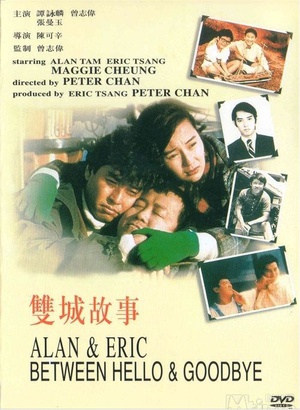 主演 譚詠麟 曾志偉
張曼玉
導演 陳可辛
監制 曾志偉
starring ALAN TAM ERIC TSANG
MAGGIE CHEUNG
directed by PETER CHAN
produced by ERIC TSANG PETER CHAN
雙城故事
ALAN & ERIC
BETWEEN HELLO & GOODBYE
DVD